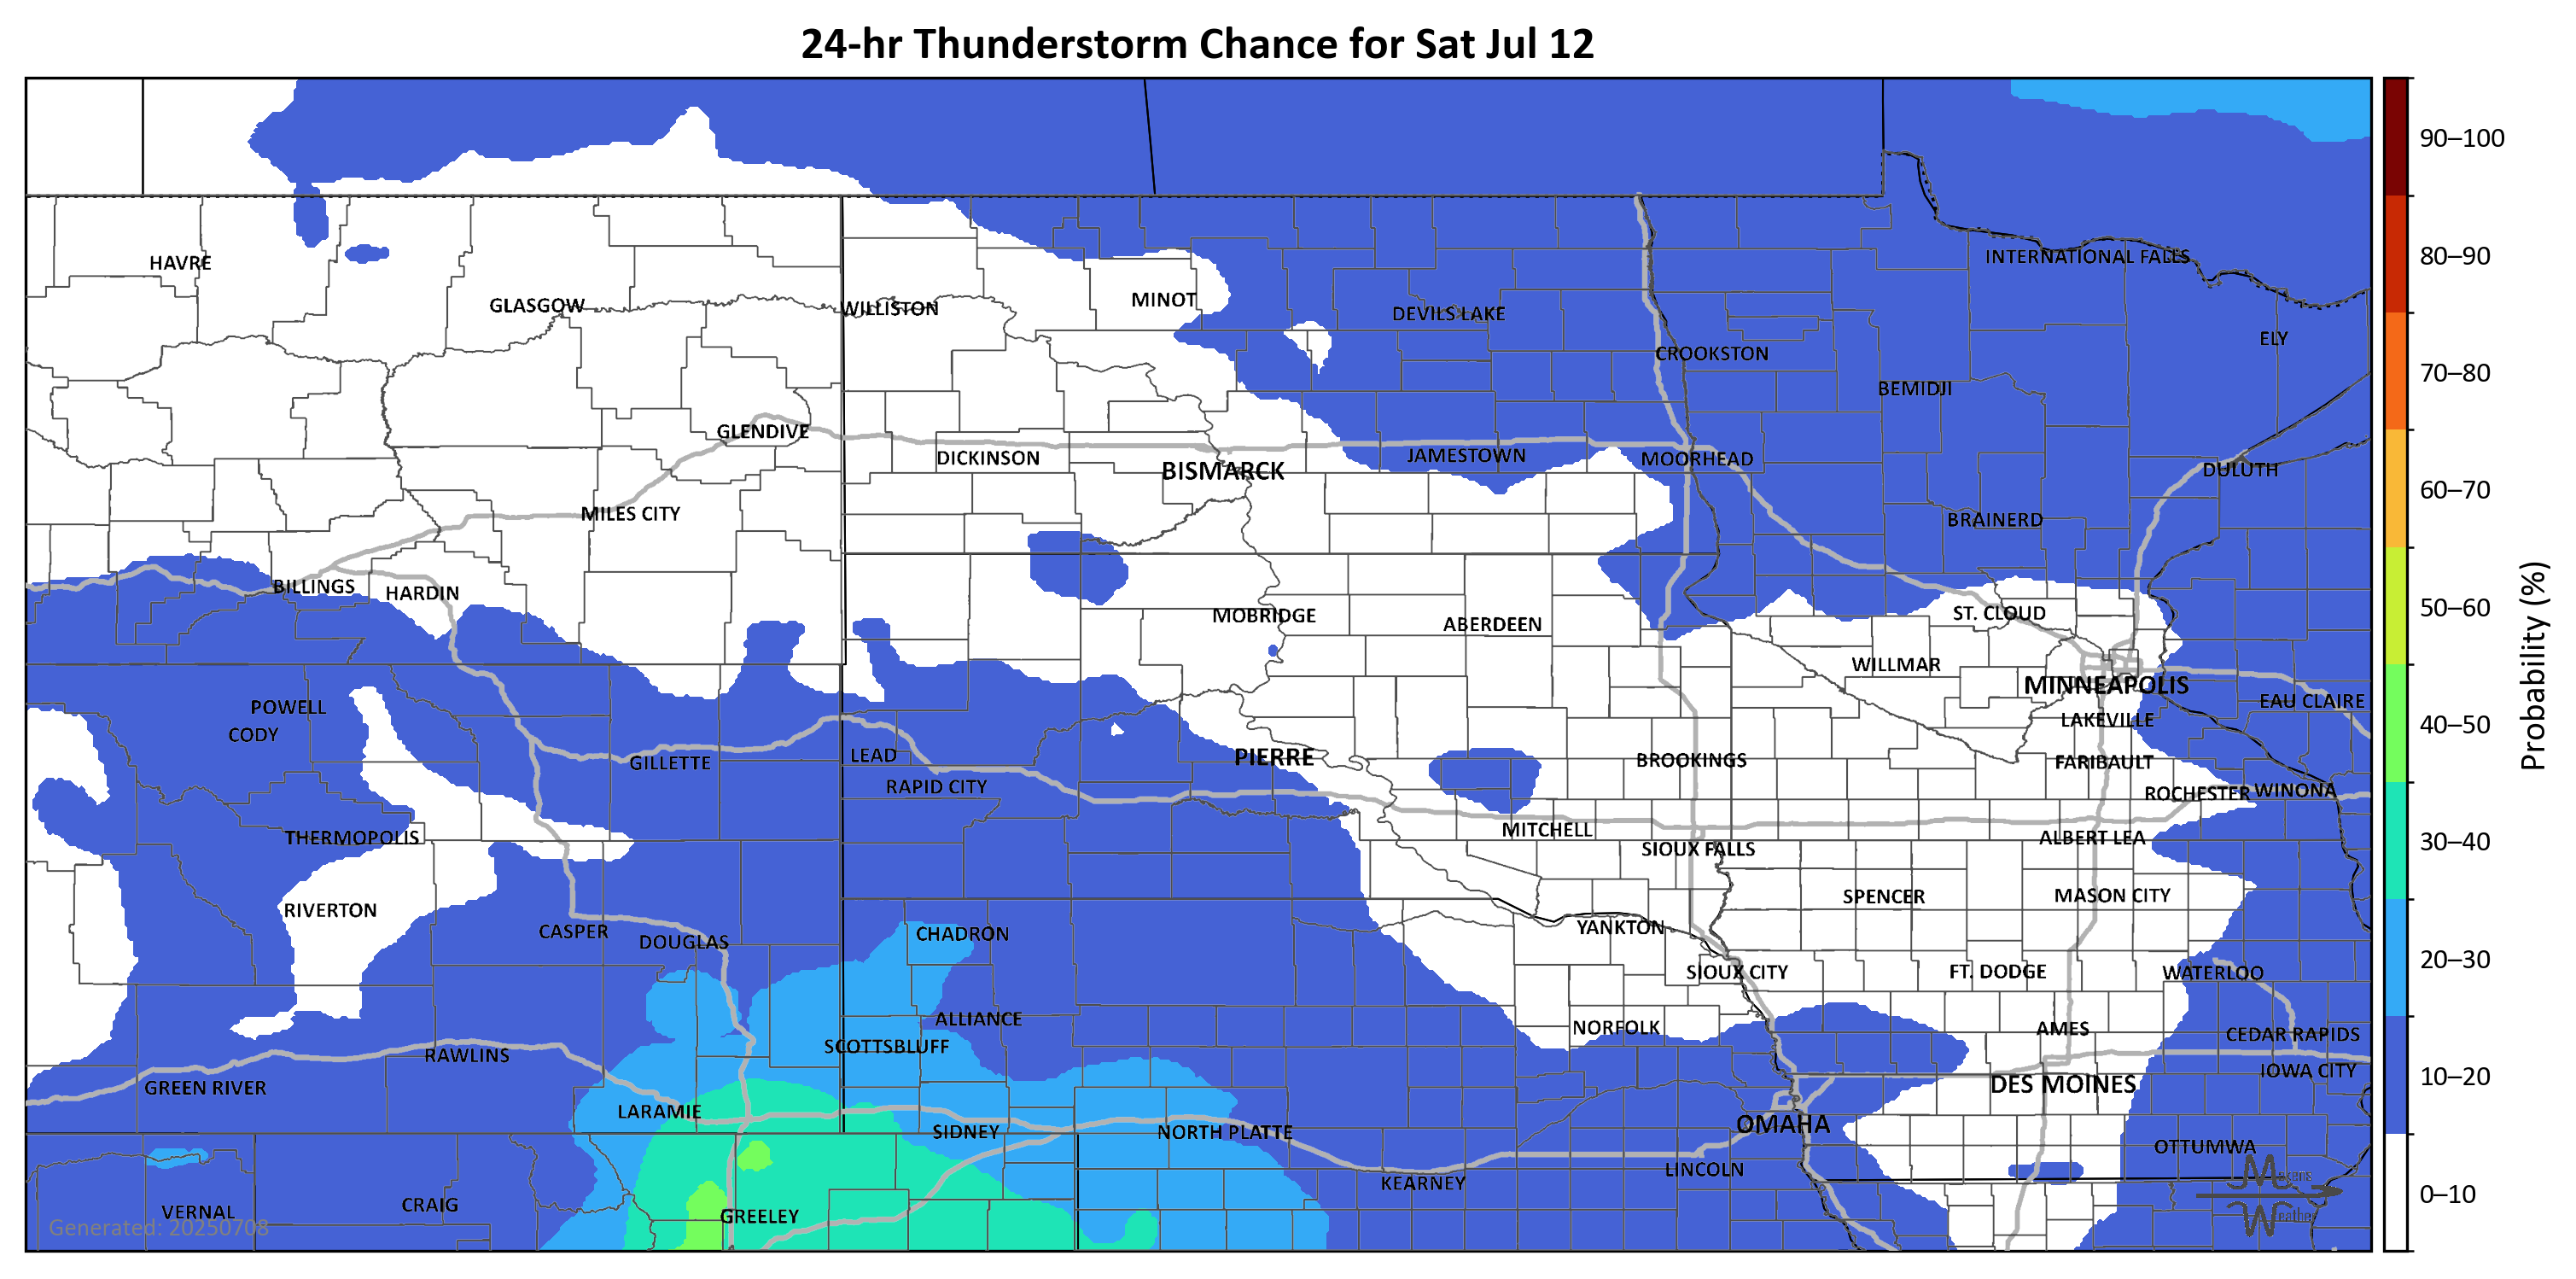 24-hr Thunderstorm Chance for Sat Jul 12
90–100
80–90
70–80
60–70
50–60
40–50
30–40
20–30
10–20
0–10
Probability (%)
HAVRE
GLASGOW
WILLISTON
MINOT
DEVILS LAKE
INTERNATIONAL FALLS
ELY
CROOKSTON
BEMIDJI
GLENDIVE
DICKINSON
BISMARCK
JAMESTOWN
MOORHEAD
DULUTH
MILES CITY
BRAINERD
BILLINGS
HARDIN
MOBRIDGE
ABERDEEN
ST. CLOUD
WILLMAR
MINNEAPOLIS
POWELL
CODY
LAKEVILLE
EAU CLAIRE
GILLETTE
LEAD
PIERRE
BROOKINGS
FARIBAULT
RAPID CITY
ROCHESTER
WINONA
THERMOPOLIS
MITCHELL
ALBERT LEA
SIOUX FALLS
RIVERTON
SPENCER
MASON CITY
CASPER
DOUGLAS
CHADRON
YANKTON
SIOUX CITY
FT. DODGE
WATERLOO
ALLIANCE
NORFOLK
AMES
CEDAR RAPIDS
SCOTTSBLUFF
RAWLINS
GREEN RIVER
DES MOINES
IOWA CITY
LARAMIE
SIDNEY
NORTH PLATTE
OMAHA
OTTUMWA
LINCOLN
KEARNEY
VERNAL
CRAIG
GREELEY
Generated: 20250708
Makens
Weather